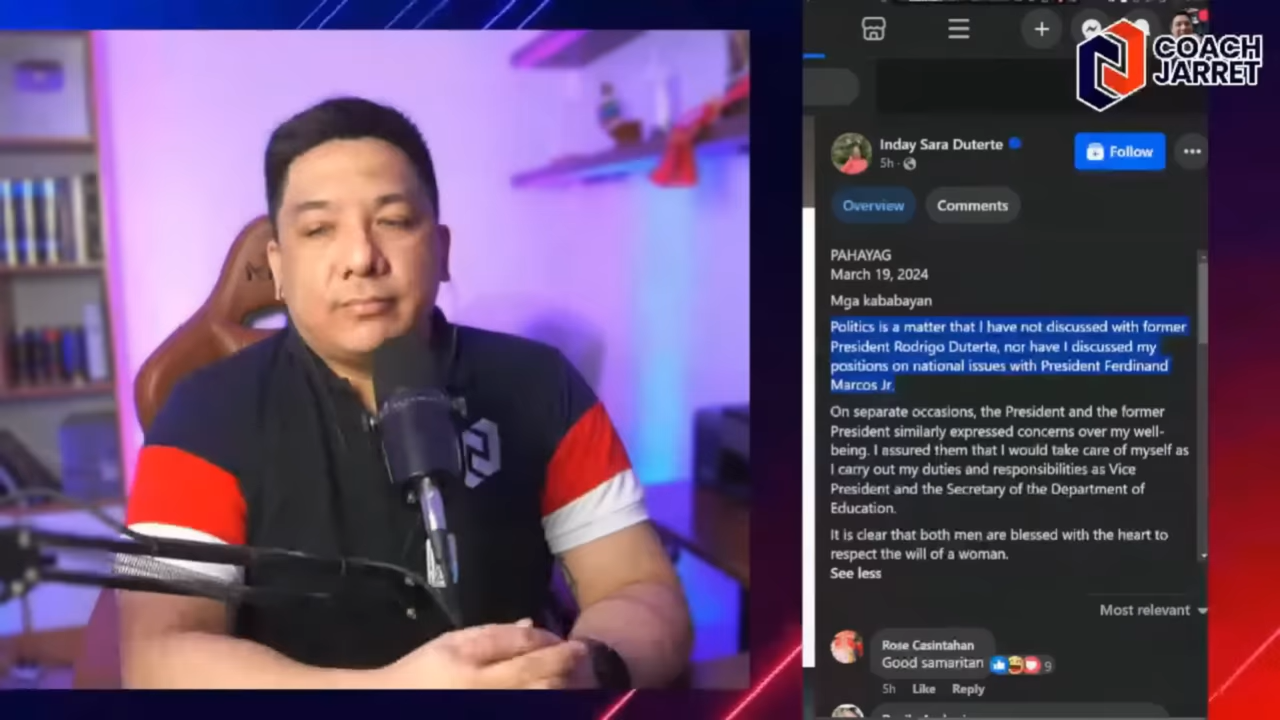 COACH
JARRET
Inday Sara Duterte
5h
Follow
Overview
Comments
PAHAYAG
March 19, 2024
Mga kababayan
Politics is a matter that I have not discussed with former
President Rodrigo Duterte, nor have I discussed my
positions on national issues with President Ferdinand
Marcos Jr.
On separate occasions, the President and the former
President similarly expressed concerns over my well-
being. I assured them that I would take care of myself as
I carry out my duties and responsibilities as Vice
President and the Secretary of the Department of
Education.
It is clear that both men are blessed with the heart to
respect the will of a woman.
See less
Most relevant
Rose Casintahan
Good samaritan
9
5h Like Reply